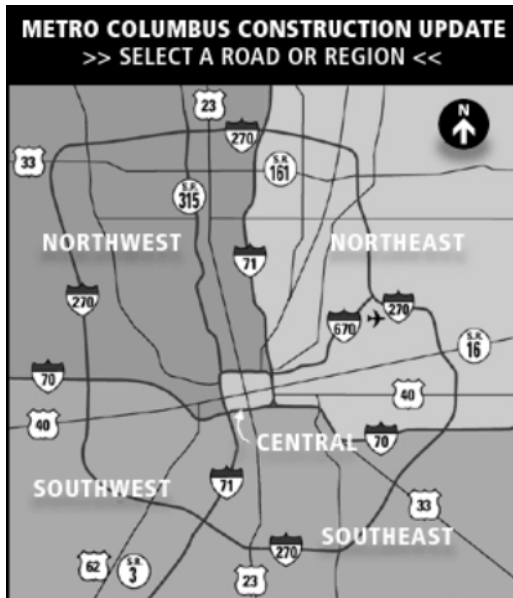 METRO COLUMBUS CONSTRUCTION UPDATE
>> SELECT A ROAD OR REGION <<
23
N
270
33
S.R.
161
S.R.
315
NORTHWEST
NORTHEAST
71
270
270
670
S.R.
16
70
40
40
CENTRAL
70
71
SOUTHWEST
33
SOUTHEAST
270
62
S.R.
3
23